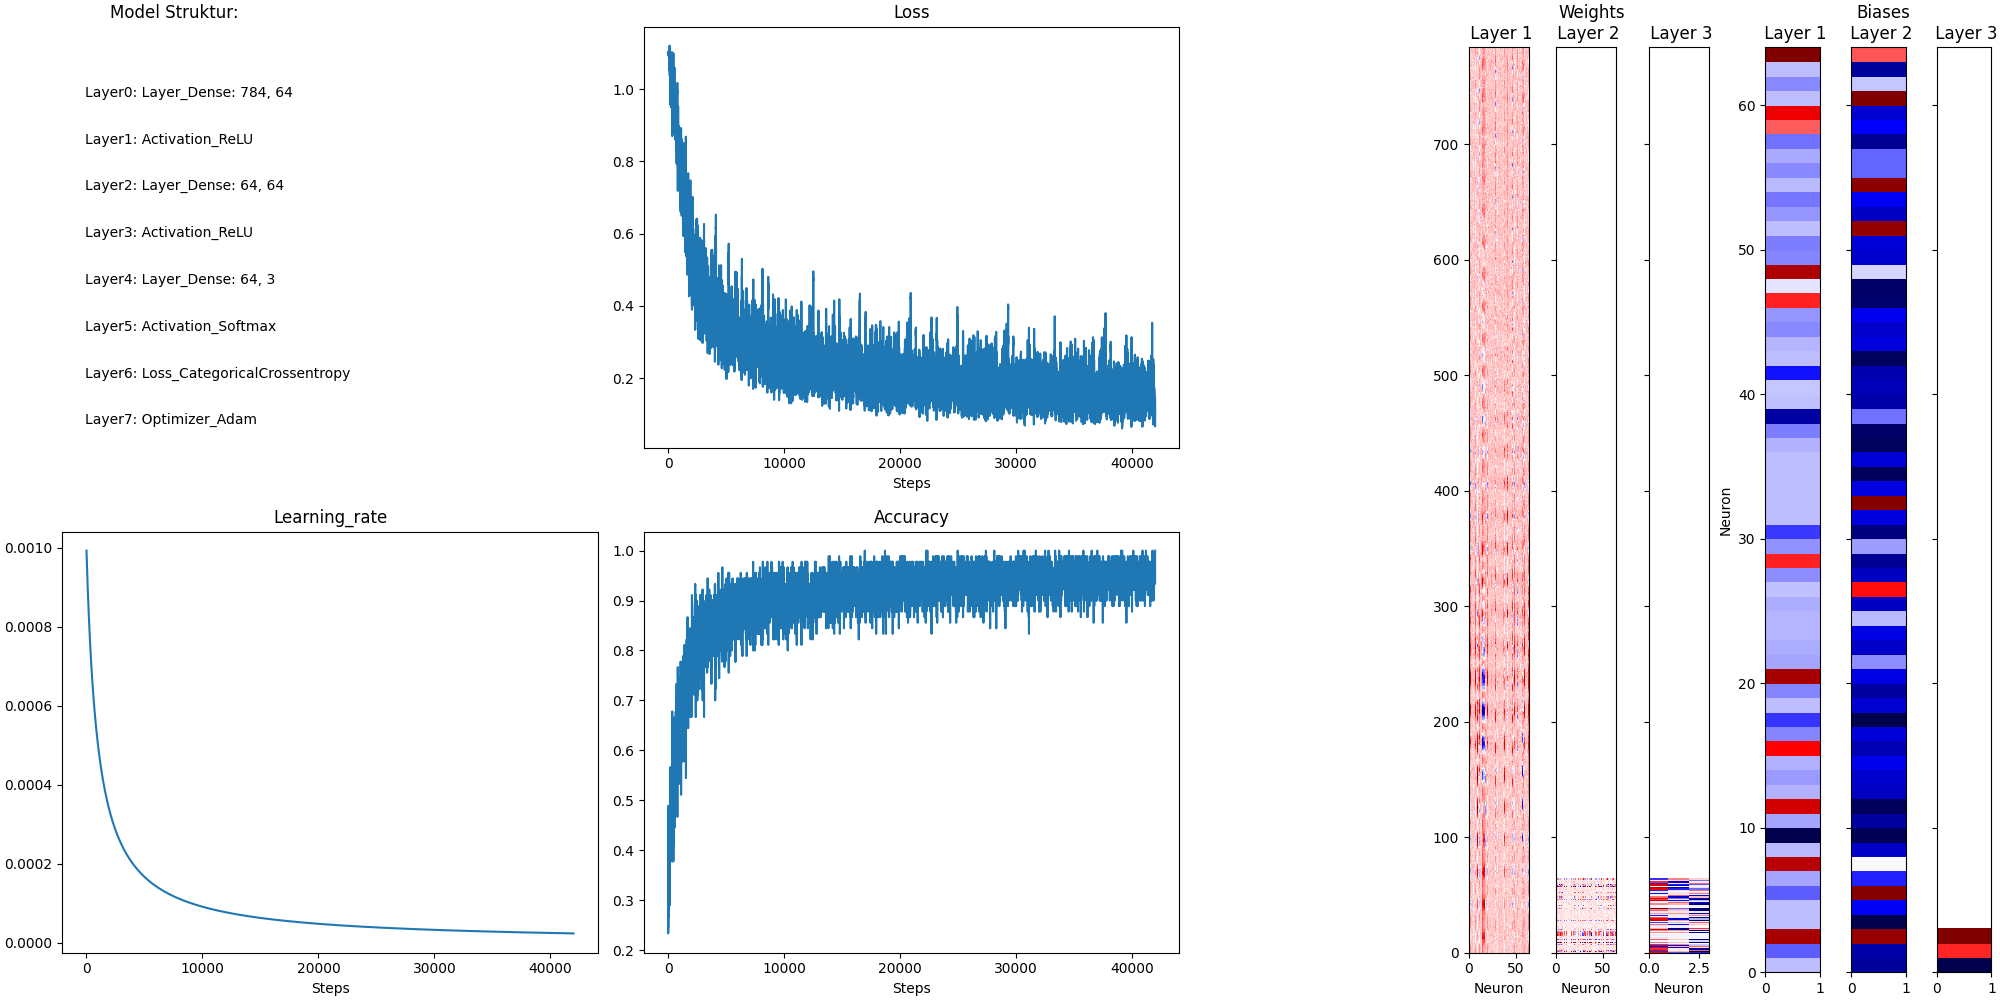 Model Struktur:
Layer0: Layer_Dense: 784, 64
Layer1: Activation_ReLU
Layer2: Layer_Dense: 64, 64
Layer3: Activation_ReLU
Layer4: Layer_Dense: 64, 3
Layer5: Activation_Softmax
Layer6: Loss_CategoricalCrossentropy
Layer7: Optimizer_Adam
Loss
1.0
0.8
0.6
0.4
0.2
0 10000 20000 30000 40000
Steps
Learning_rate
0.0010
0.0008
0.0006
0.0004
0.0002
0.0000
0 10000 20000 30000 40000
Steps
Accuracy
1.0
0.9
0.8
0.7
0.6
0.5
0.4
0.3
0.2
0 10000 20000 30000 40000
Steps
Weights
Layer 1 Layer 2 Layer 3
700
600
500
400
300
200
100
0
0 50 0 50 0.0 2.5
Neuron Neuron Neuron
Biases
Layer 1 Layer 2 Layer 3
Neuron
60
50
40
30
20
10
0
0 1 0 1 0 1